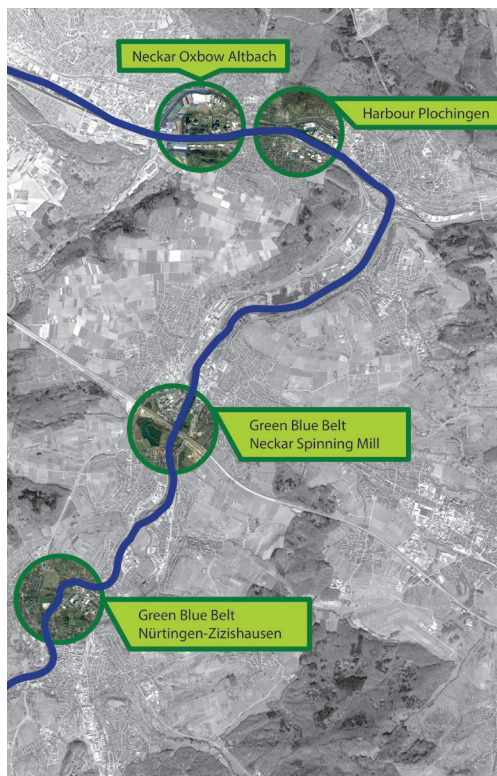 Neckar Oxbow Altbach
Harbour Plochingen
Green Blue Belt
Neckar Spinning Mill
Green Blue Belt
Nürtingen-Zizishausen